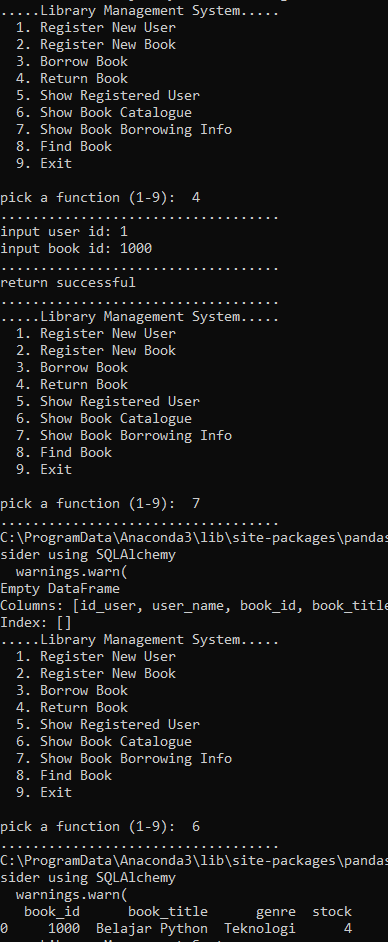 .....Library Management System.....
  1. Register New User
  2. Register New Book
  3. Borrow Book
  4. Return Book
  5. Show Registered User
  6. Show Book Catalogue
  7. Show Book Borrowing Info
  8. Find Book
  9. Exit
pick a function (1-9):  4
...................................
input user id: 1
input book id: 1000
...................................
return successful
...................................
.....Library Management System.....
  1. Register New User
  2. Register New Book
  3. Borrow Book
  4. Return Book
  5. Show Registered User
  6. Show Book Catalogue
  7. Show Book Borrowing Info
  8. Find Book
  9. Exit
pick a function (1-9):  7
...................................
C:\ProgramData\Anaconda3\lib\site-packages\pandas
sider using SQLAlchemy
  warnings.warn(
Empty DataFrame
Columns: [id_user, user_name, book_id, book_title
Index: []
.....Library Management System.....
  1. Register New User
  2. Register New Book
  3. Borrow Book
  4. Return Book
  5. Show Registered User
  6. Show Book Catalogue
  7. Show Book Borrowing Info
  8. Find Book
  9. Exit
pick a function (1-9):  6
...................................
C:\ProgramData\Anaconda3\lib\site-packages\pandas
sider using SQLAlchemy
  warnings.warn(
   book_id      book_title      genre  stock
0     1000  Belajar Python  Teknologi      4